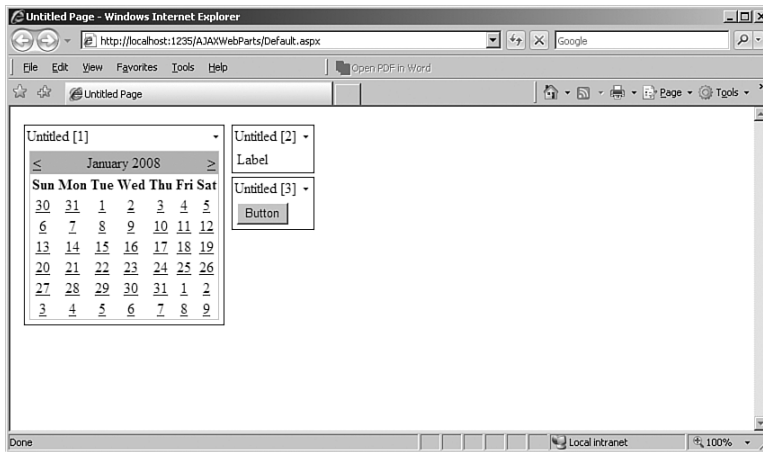 Untitled Page - Windows Internet Explorer
http://localhost:1235/AJAXWebParts/Default.aspx
Google
File Edit View Favorites Tools Help
Open PDF in Word
Untitled Page
Page
Tools
Untitled [1]
< January 2008 >
Sun Mon Tue Wed Thu Fri Sat
30 31 1 2 3 4 5
6 7 8 9 10 11 12
13 14 15 16 17 18 19
20 21 22 23 24 25 26
27 28 29 30 31 1 2
3 4 5 6 7 8 9
Untitled [2]
Label
Untitled [3]
Button
Done
Local intranet
100%